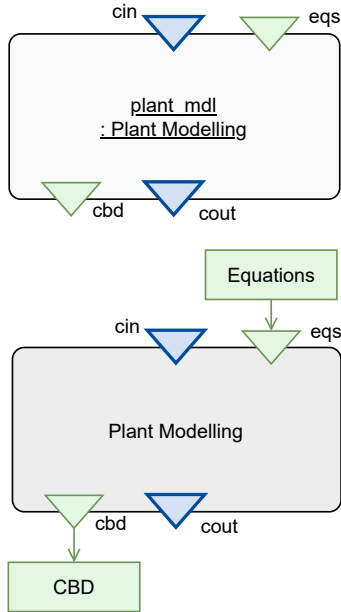 cin
eqs
plant_mdl
: Plant Modelling
cbd
cout
Equations
cin
eqs
Plant Modelling
cbd
cout
CBD